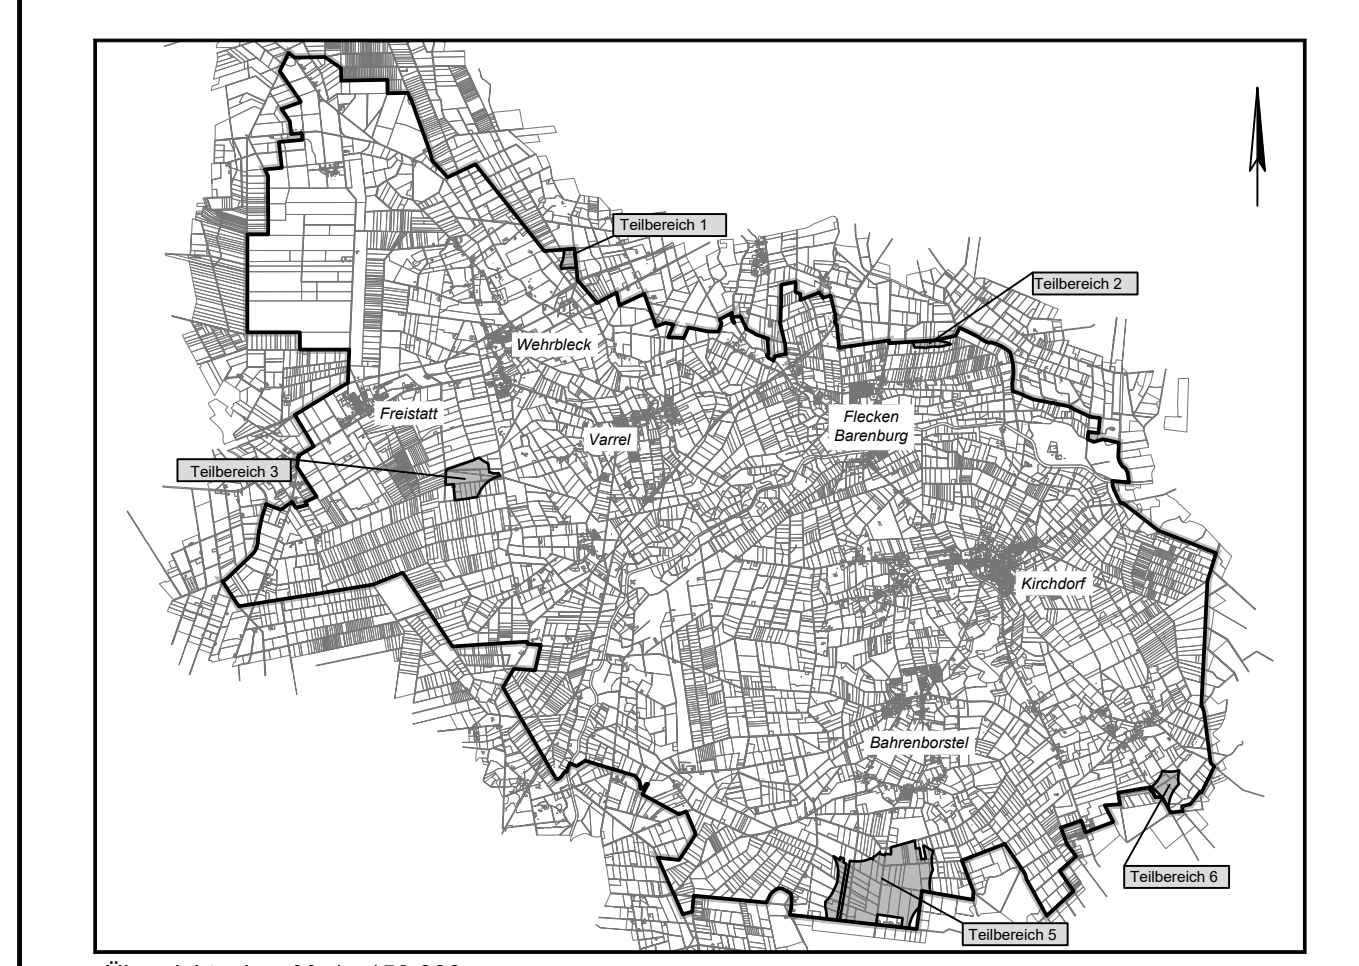 Teilbereich 1
Teilbereich 2
Wehrbleck
Freistatt
Flecken
Barenburg
Varrel
Teilbereich 3
Kirchdorf
Bahrenborstel
Teilbereich 6
Teilbereich 5